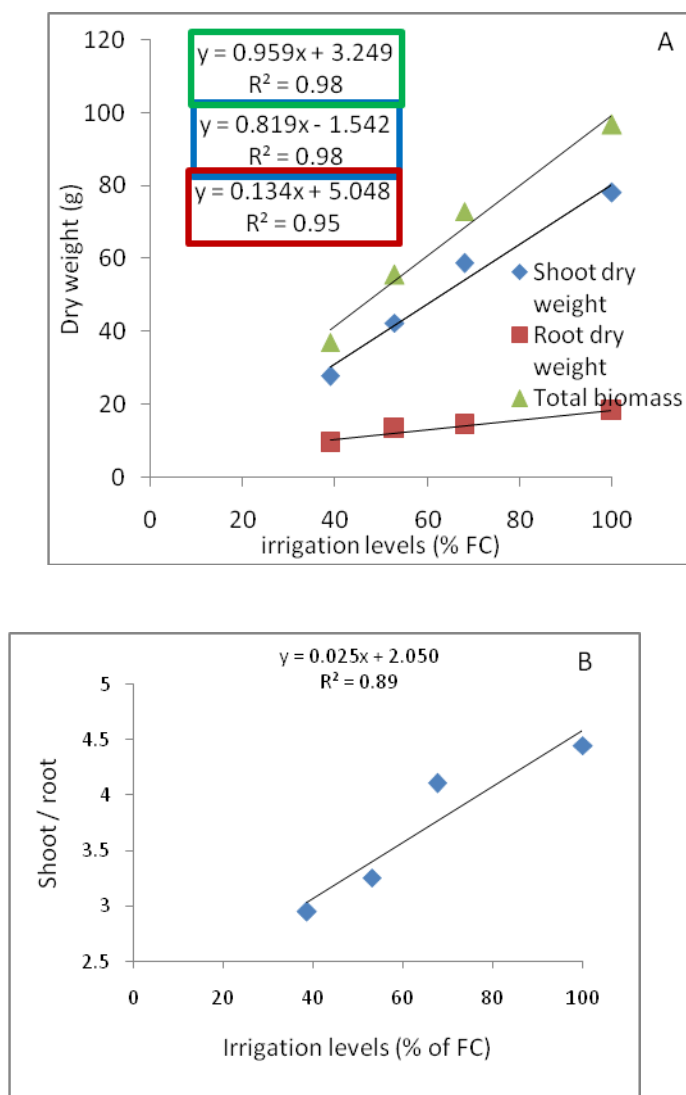 120
100
80
60
40
20
0
Dry weight (g)
A
y = 0.959x + 3.249
R² = 0.98
y = 0.819x - 1.542
R² = 0.98
y = 0.134x + 5.048
R² = 0.95
Shoot dry
weight
Root dry
weight
Total biomass
0 20 40 60 80 100
irrigation levels (% FC)
y = 0.025x + 2.050
R² = 0.89
B
5
4.5
4
3.5
3
2.5
Shoot / root
0 20 40 60 80 100
Irrigation levels (% of FC)